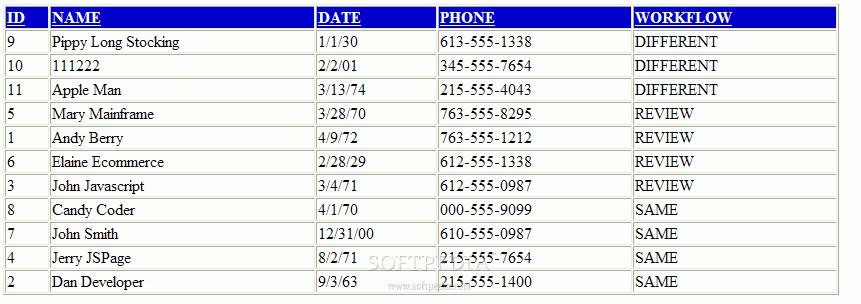 ID NAME DATE PHONE WORKFLOW
9 Pippy Long Stocking 1/1/30 613-555-1338 DIFFERENT
10 111222 2/2/01 345-555-7654 DIFFERENT
11 Apple Man 3/13/74 215-555-4043 DIFFERENT
5 Mary Mainframe 3/28/70 763-555-8295 REVIEW
1 Andy Berry 4/9/72 763-555-1212 REVIEW
6 Elaine Ecommerce 2/28/29 612-555-1338 REVIEW
3 John Javascript 3/4/71 612-555-0987 REVIEW
8 Candy Coder 4/1/70 000-555-9099 SAME
7 John Smith 12/31/00 610-555-0987 SAME
4 Jerry JSPage 8/2/71 215-555-7654 SAME
SOFTPEDIA
2 Dan Developer 9/3/63 215-555-1400 SAME
www.softpedia.com